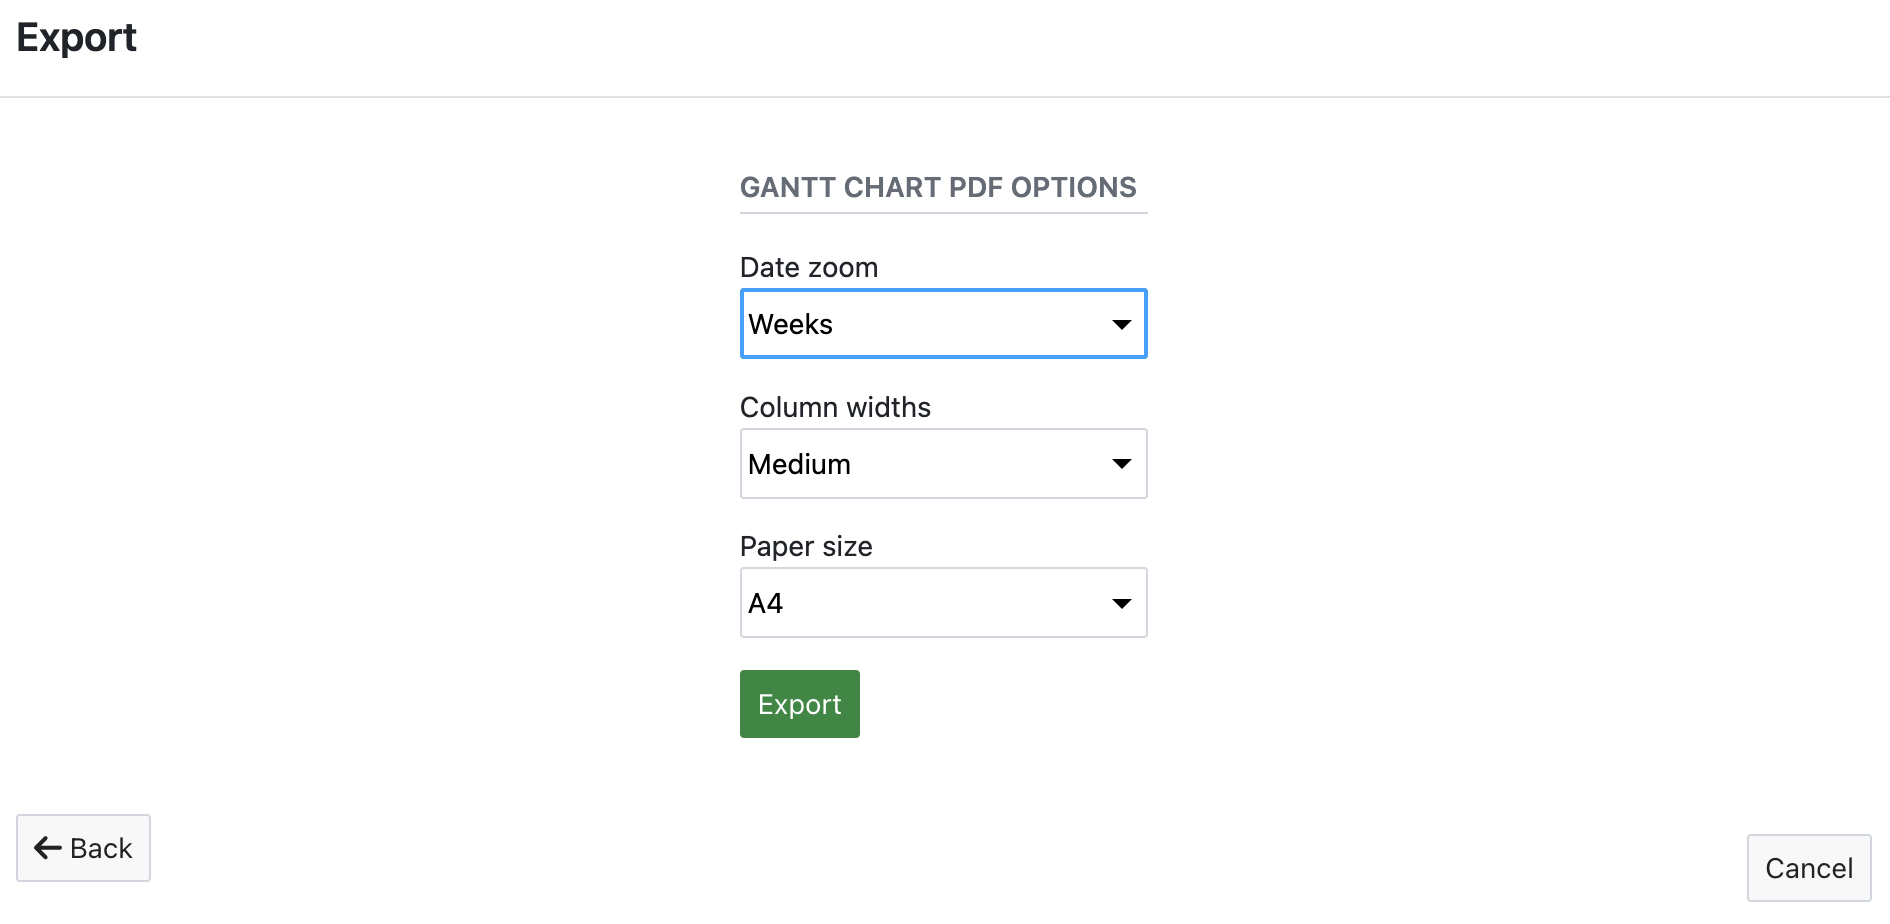 Export
GANTT CHART PDF OPTIONS
Date zoom
Weeks
Column widths
Medium
Paper size
A4
Export
Back
Cancel